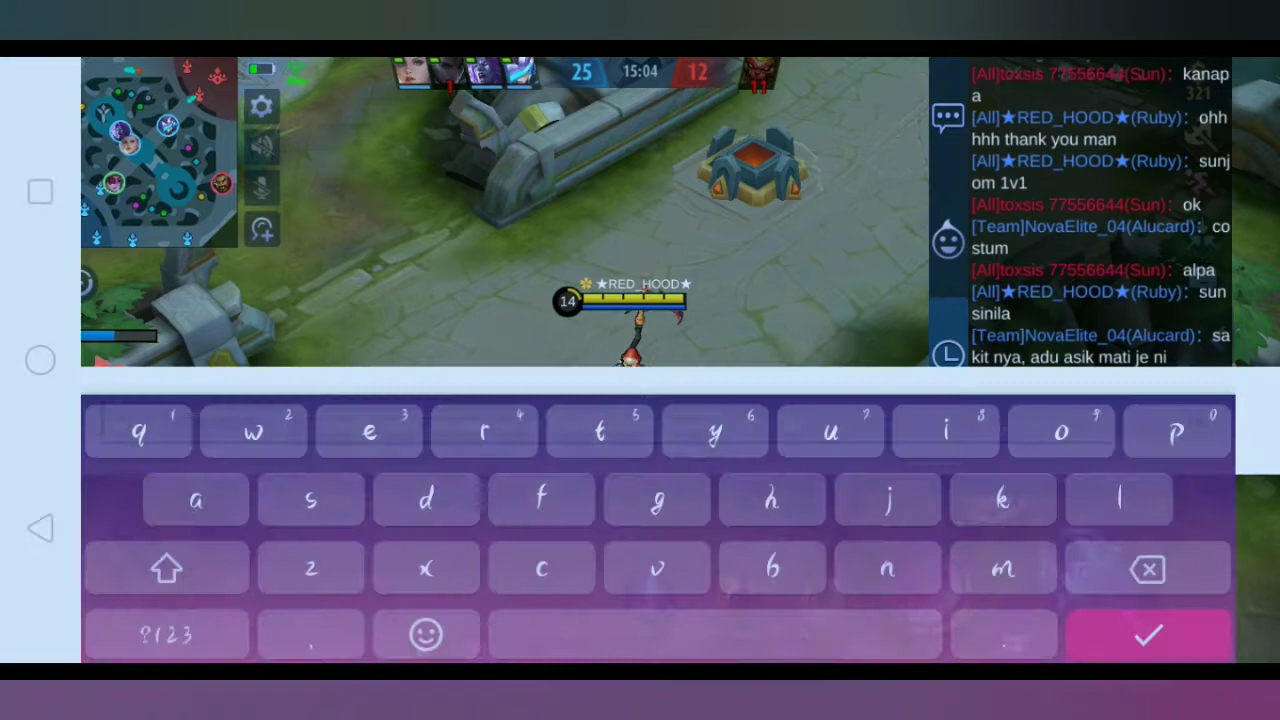 25 15:04 12
[All]toxsis 77556644(Sun): kanap
a
321
[All]★RED_HOOD★(Ruby): ohh
hhh thank you man
[All]★RED_HOOD★(Ruby): sunj
om 1v1
[All]toxsis 77556644(Sun): ok
[Team]NovaElite_04(Alucard): co
stum
[All]toxsis 77556644(Sun): alpa
[All]★RED_HOOD★(Ruby): sun
sinila
[Team]NovaElite_04(Alucard): sa
kit nya, adu asik mati je ni
★RED_HOOD★
14
q 1 w 2 e 3 r 4 t 5 y 6 u 7 i 8 o 9 p 0
a s d f g h j k l
z x c v b n m
?123 , .